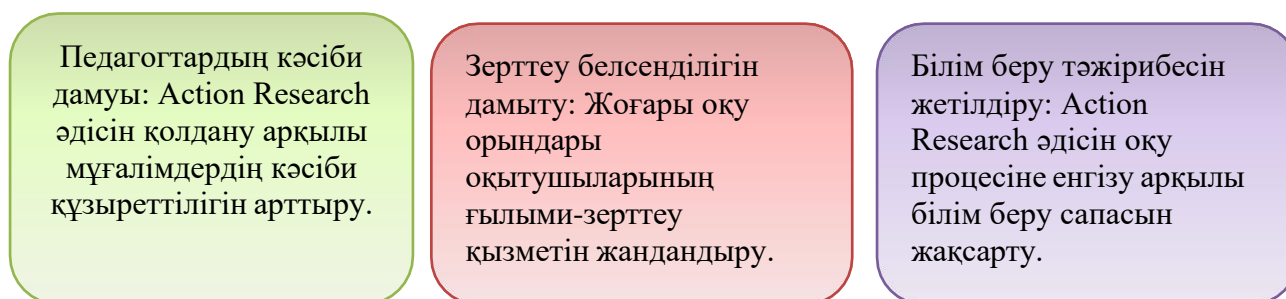 Педагогтардың кәсіби
дамуы: Action Research
әдісін қолдану арқылы
мұғалімдердің кәсіби
құзыреттілігін арттыру.
Зерттеу белсенділігін
дамыту: Жоғары оқу
орындары
оқытушыларының
ғылыми-зерттеу
қызметін жандандыру.
Білім беру тәжірибесін
жетілдіру: Action
Research әдісін оқу
процесіне енгізу арқылы
білім беру сапасын
жақсарту.